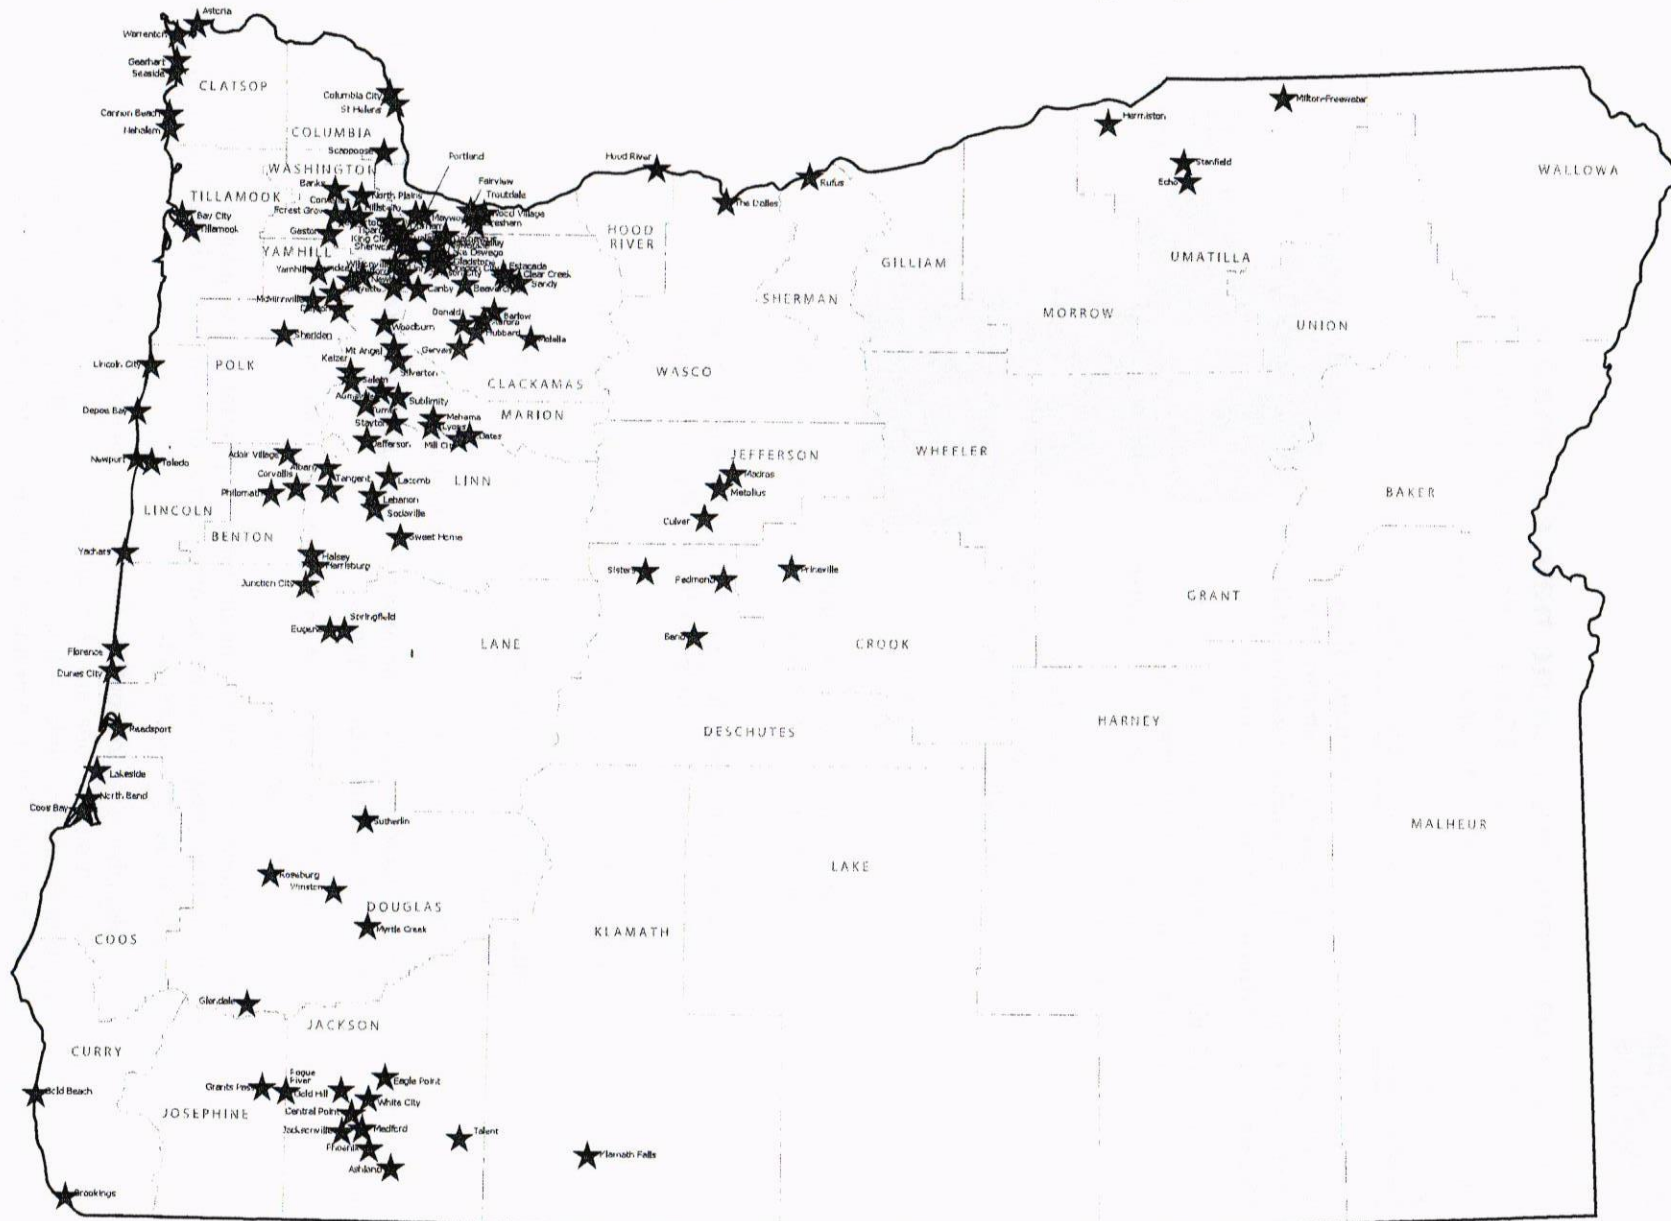 Astoria
Warrenton
Gearhart
Seaside
CLATSOP
Columbia City
St Helens
Milton-Freewater
Cannon Beach
Nehalem
Hermiston
COLUMBIA
Scappoose
Portland
Hood River
Stanfield
WASHINGTON
Rufus
WALLOWA
Banks
Fairview
Echo
TILLAMOOK
North Plains
Troutdale
The Dalles
Forest Grove
Hillsboro
Wood Village
Bay City
Tillamook
Gaston
HOOD
RIVER
King City
YAMHILL
Lake Oswego
UMATILLA
Gladstone
GILLIAM
Yamhill
Estacada
Clear Creek
Sandy
Canby
McMinnville
SHERMAN
Barlow
Donald
MORROW
Woodburn
Aurora
Hubbard
UNION
Sheridan
Molalla
Mt Angel
Gervais
Lincoln City
POLK
Keizer
Silverton
WASCO
Salem
CLACKAMAS
Sublimity
Depoe Bay
Turner
MARION
Mehama
Stayton
Lyons
Jefferson
Mill City
Gates
Adair Village
WHEELER
JEFFERSON
Newport
Toledo
Albany
Corvallis
Tangent
Lacomb
LINN
Madras
Philomath
Metolius
BAKER
Lebanon
LINCOLN
Sodaville
Culver
BENTON
Sweet Home
Yachats
Halsey
Harrisburg
Sisters
Prineville
Junction City
Redmond
GRANT
Springfield
Eugene
Bend
LANE
CROOK
Florence
Dunes City
HARNEY
Reedsport
DESCHUTES
Lakeside
North Bend
Coos Bay
Sutherlin
MALHEUR
LAKE
Roseburg
Winston
DOUGLAS
Myrtle Creek
KLAMATH
COOS
Glendale
JACKSON
CURRY
Rogue
River
Eagle Point
Grants Pass
Gold Hill
Gold Beach
White City
JOSEPHINE
Central Point
Jacksonville
Medford
Talent
Phoenix
Klamath Falls
Ashland
Brookings